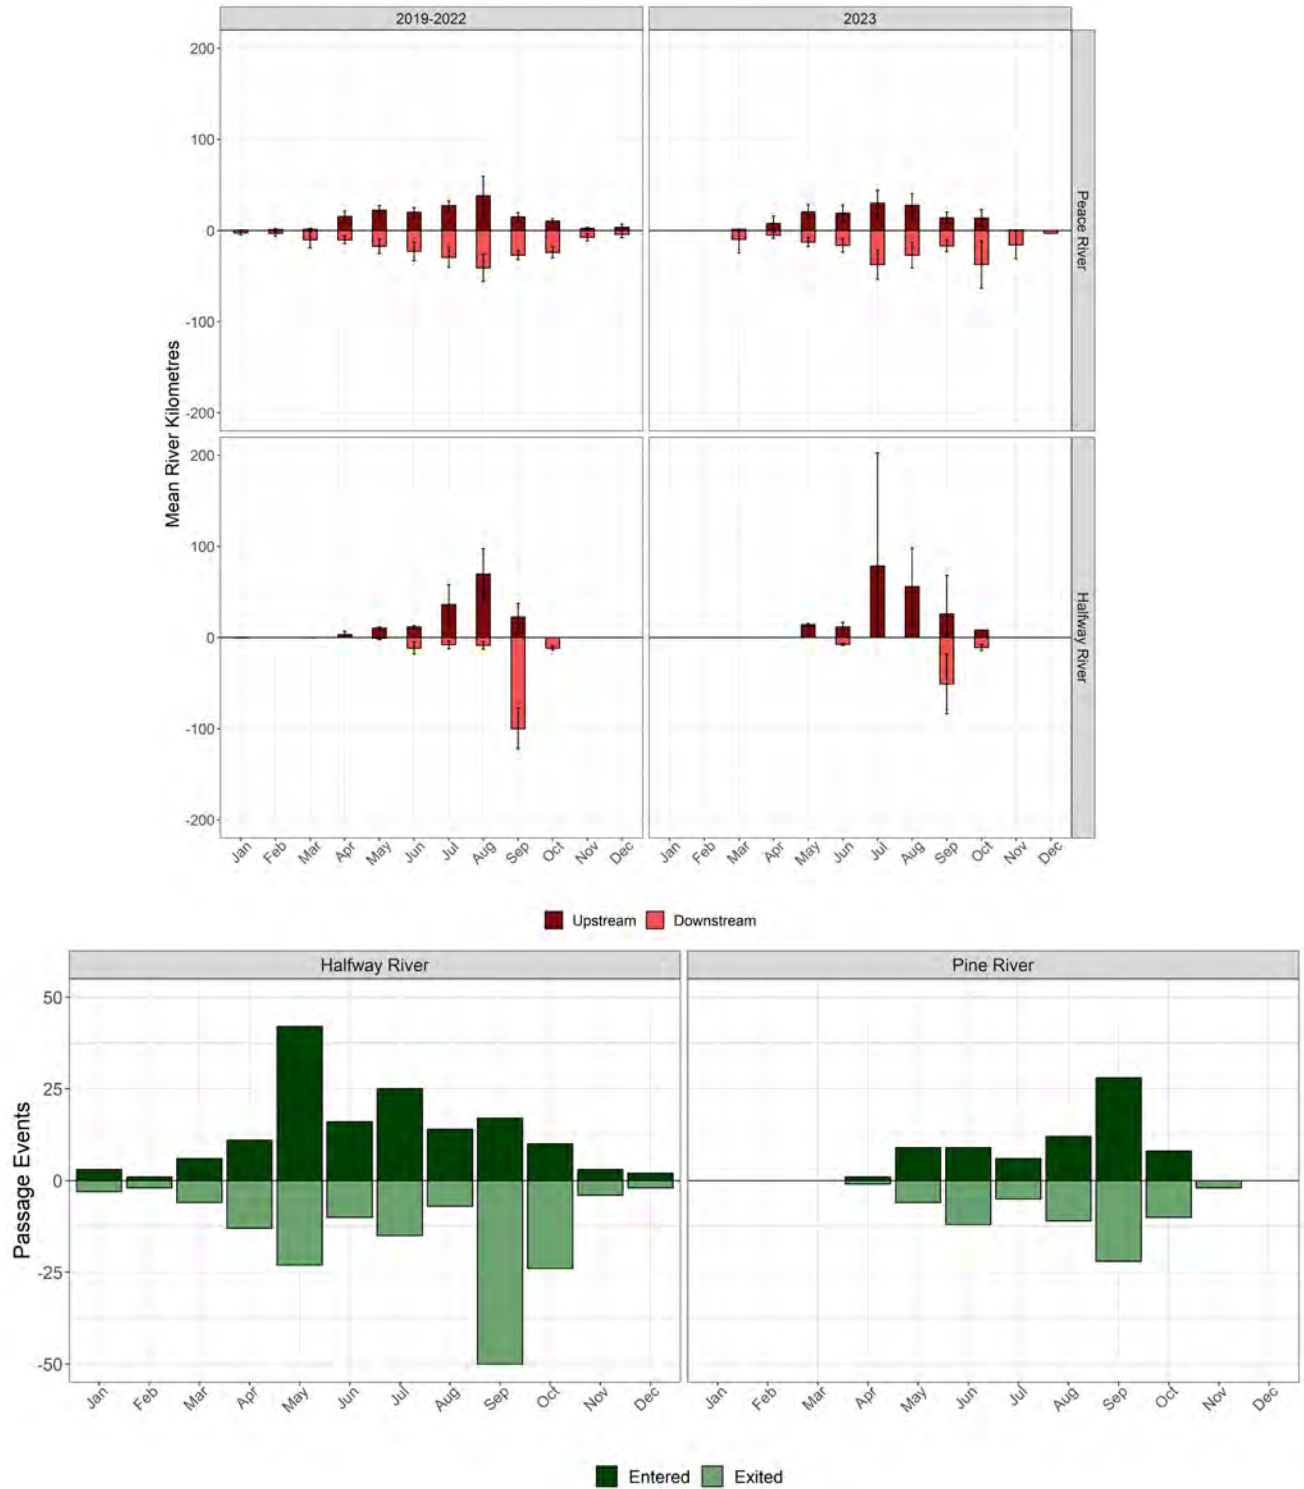 2019-2022 2023
200
100
0
-100
-200
Peace River
Mean River Kilometres
200
100
0
-100
-200
Halfway River
Jan Feb Mar Apr May Jun Jul Aug Sep Oct Nov Dec Jan Feb Mar Apr May Jun Jul Aug Sep Oct Nov Dec
Upstream Downstream
Halfway River Pine River
50
25
0
-25
-50
Passage Events
Jan Feb Mar Apr May Jun Jul Aug Sep Oct Nov Dec Jan Feb Mar Apr May Jun Jul Aug Sep Oct Nov Dec
Entered Exited